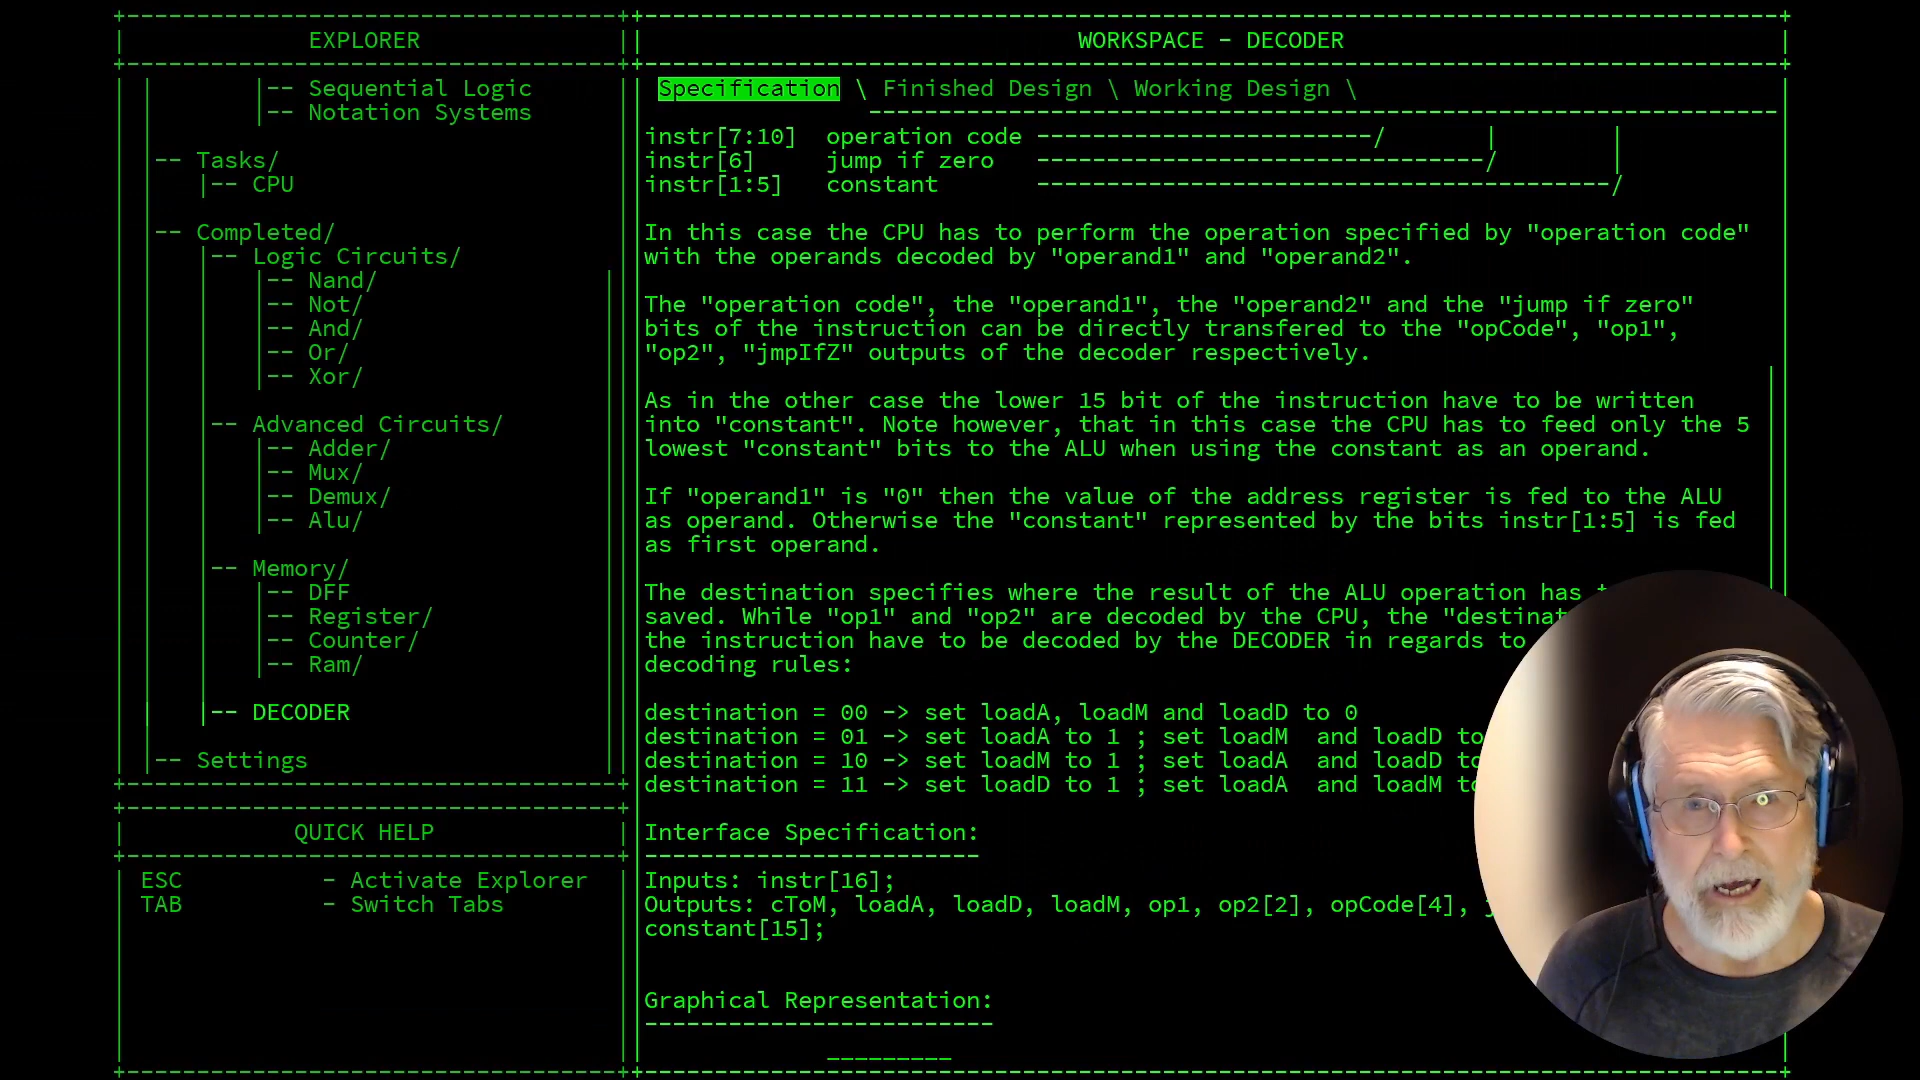 EXPLORER
|-- Sequential Logic
|-- Notation Systems
-- Tasks/
|-- CPU
-- Completed/
|-- Logic Circuits/
|-- Nand/
|-- Not/
|-- And/
|-- Or/
|-- Xor/
|-- Advanced Circuits/
|-- Adder/
|-- Mux/
|-- Demux/
|-- Alu/
|-- Memory/
|-- DFF
|-- Register/
|-- Counter/
|-- Ram/
|-- DECODER
|-- Settings
QUICK HELP
ESC - Activate Explorer
TAB - Switch Tabs
WORKSPACE - DECODER
Specification \ Finished Design \ Working Design \
instr[7:10] operation code ------------------------/ | |
instr[6] jump if zero --------------------------------/ |
instr[1:5] constant -----------------------------------------/
In this case the CPU has to perform the operation specified by "operation code"
with the operands decoded by "operand1" and "operand2".
The "operation code", the "operand1", the "operand2" and the "jump if zero"
bits of the instruction can be directly transfered to the "opCode", "op1",
"op2", "jmpIfZ" outputs of the decoder respectively.
As in the other case the lower 15 bit of the instruction have to be written
into "constant". Note however, that in this case the CPU has to feed only the 5
lowest "constant" bits to the ALU when using the constant as an operand.
If "operand1" is "0" then the value of the address register is fed to the ALU
as operand. Otherwise the "constant" represented by the bits instr[1:5] is fed
as first operand.
The destination specifies where the result of the ALU operation has
saved. While "op1" and "op2" are decoded by the CPU, the "destinat
the instruction have to be decoded by the DECODER in regards to
decoding rules:
destination = 00 -> set loadA, loadM and loadD to 0
destination = 01 -> set loadA to 1 ; set loadM and loadD to
destination = 10 -> set loadM to 1 ; set loadA and loadD to
destination = 11 -> set loadD to 1 ; set loadA and loadM to
Interface Specification:
------------------------
Inputs: instr[16];
Outputs: cToM, loadA, loadD, loadM, op1, op2[2], opCode[4],
constant[15];
Graphical Representation:
-------------------------